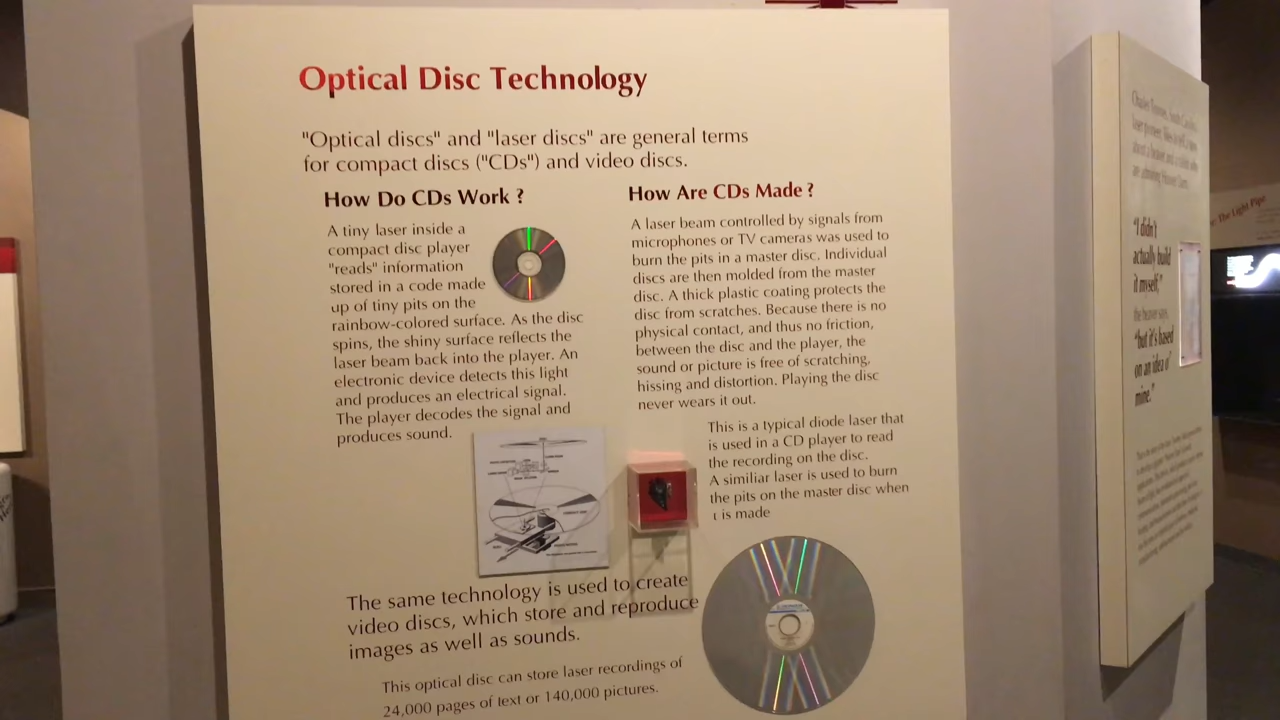 Optical Disc Technology
"Optical discs" and "laser discs" are general terms
for compact discs ("CDs") and video discs.
How Do CDs Work ?
A tiny laser inside a
compact disc player
"reads" information
stored in a code made
up of tiny pits on the
rainbow-colored surface. As the disc
spins, the shiny surface reflects the
laser beam back into the player. An
electronic device detects this light
and produces an electrical signal.
The player decodes the signal and
produces sound.
How Are CDs Made ?
A laser beam controlled by signals from
microphones or TV cameras was used to
burn the pits in a master disc. Individual
discs are then molded from the master
disc. A thick plastic coating protects the
disc from scratches. Because there is no
physical contact, and thus no friction,
between the disc and the player, the
sound or picture is free of scratching,
hissing and distortion. Playing the disc
never wears it out.
This is a typical diode laser that
is used in a CD player to read
the recording on the disc.
A similiar laser is used to burn
the pits on the master disc when
t is made
The same technology is used to create
video discs, which store and reproduce
images as well as sounds.
This optical disc can store laser recordings of
24,000 pages of text or 140,000 pictures.
"I didn't
actually build
it myself,"
the beaver says,
"but it's based
on an idea of
mine."
The Light Pipe